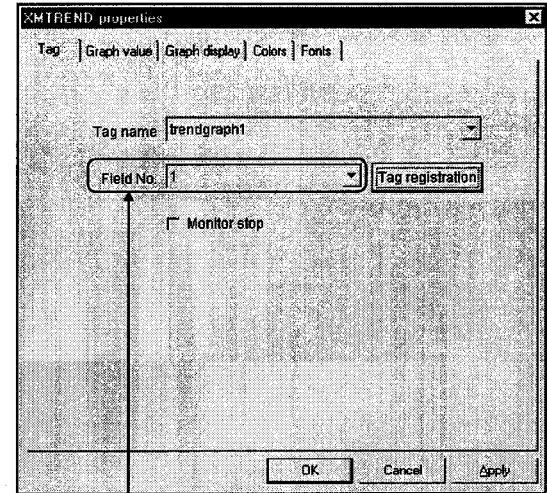 XMTREND properties
Tag Graph value Graph display Colors Fonts
Tag name trendgraph1
Field No. 1 Tag registration
Monitor stop
OK Cancel Apply